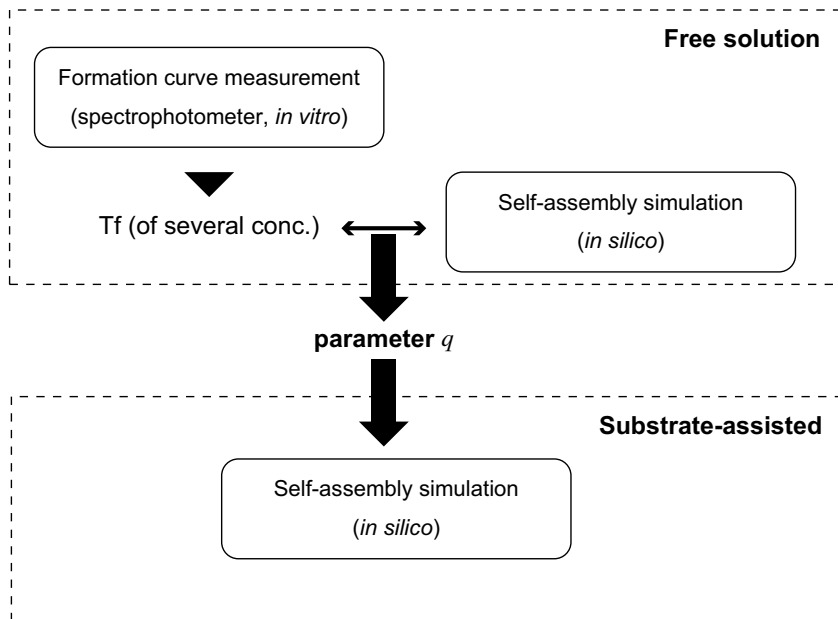 Free solution
Formation curve measurement
(spectrophotometer, in vitro)
Tf (of several conc.)
Self-assembly simulation
(in silico)
parameter q
Substrate-assisted
Self-assembly simulation
(in silico)